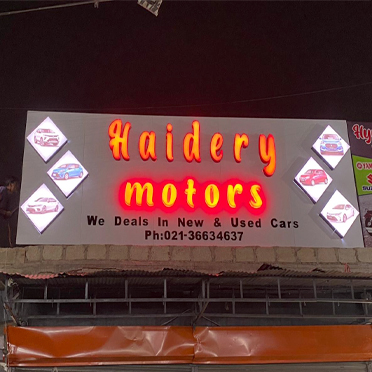 Haidery
motors
We Deals In New & Used Cars
Ph:021-36634637